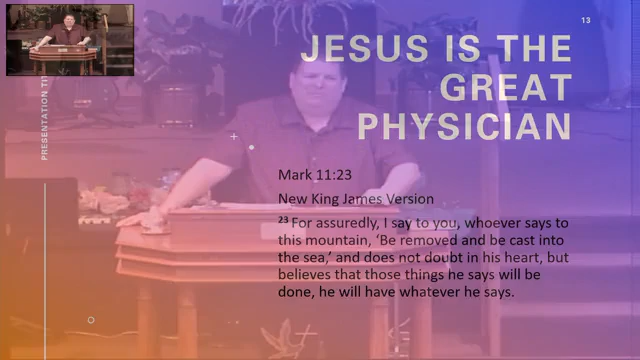 13
JESUS IS THE
GREAT
PHYSICIAN
PRESENTATION TIT
Mark 11:23
New King James Version
23 For assuredly, I say to you, whoever says to
this mountain, ‘Be removed and be cast into
the sea,’ and does not doubt in his heart, but
believes that those things he says will be
done, he will have whatever he says.